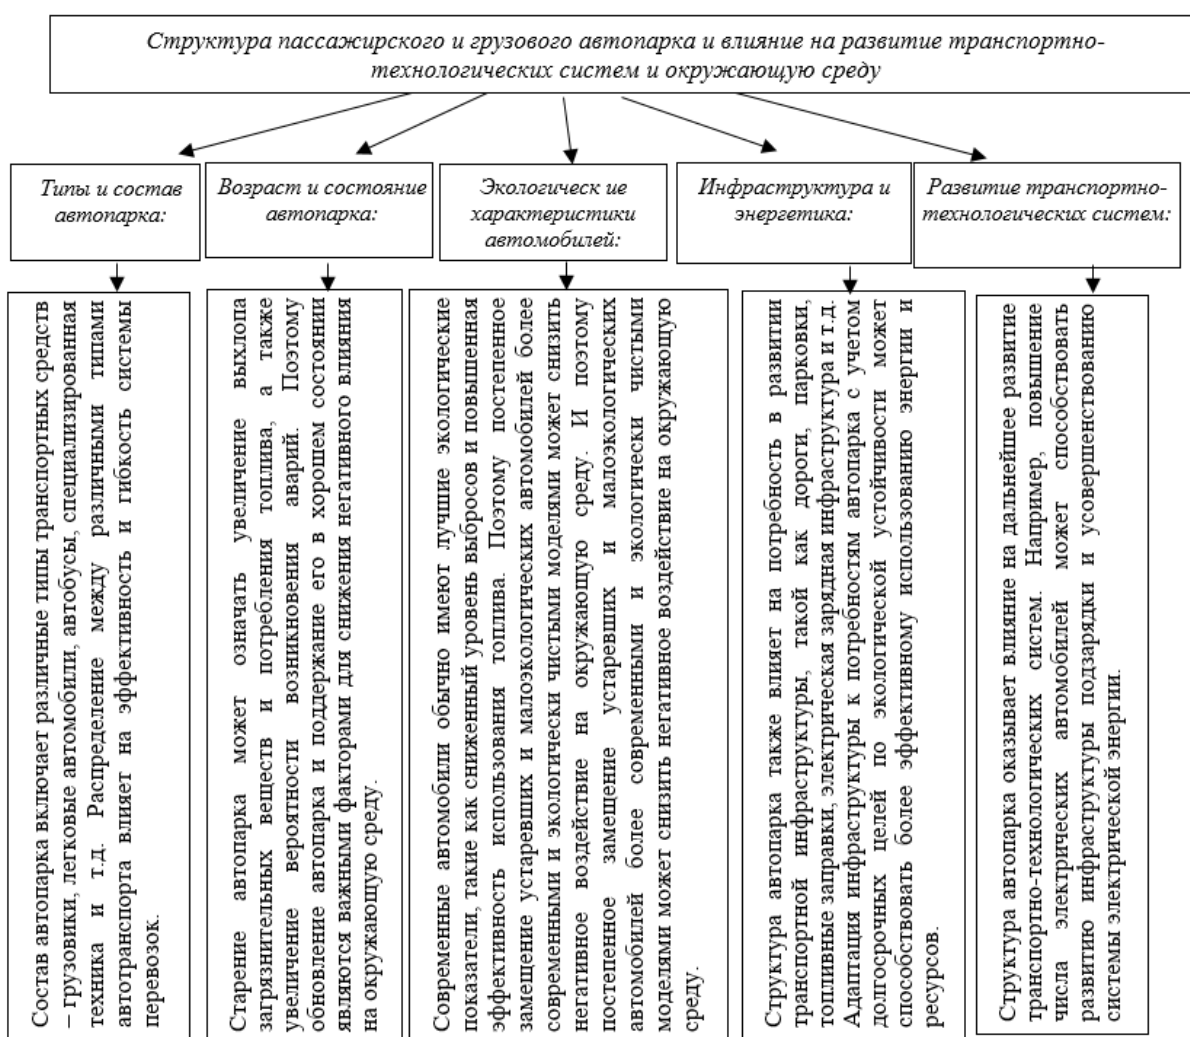 Структура пассажирского и грузового автопарка и влияние на развитие транспортно-
технологических систем и окружающую среду
Типы и состав
автопарка:
Возраст и состояние
автопарка:
Экологическ ие
характеристики
автомобилей:
Инфраструктура и
энергетика:
Развитие транспортно-
технологических систем:
Состав автопарка включает различные типы транспортных средств
– грузовики, легковые автомобили, автобусы, специализированная
техника и т.д. Распределение между различными типами
автотранспорта влияет на эффективность и гибкость системы
перевозок.
Старение автопарка может означать увеличение выхлопа
загрязнительных веществ и потребления топлива, а также
увеличение вероятности возникновения аварий. Поэтому
обновление автопарка и поддержание его в хорошем состоянии
являются важными факторами для снижения негативного влияния
на окружающую среду.
Современные автомобили обычно имеют лучшие экологические
показатели, такие как сниженный уровень выбросов и повышенная
эффективность использования топлива. Поэтому постепенное
замещение устаревших и малоэкологических автомобилей более
современными и экологически чистыми моделями может снизить
негативное воздействие на окружающую среду. И поэтому
постепенное замещение устаревших и малоэкологических
автомобилей более современными и экологически чистыми
моделями может снизить негативное воздействие на окружающую
среду.
Структура автопарка также влияет на потребность в развитии
транспортной инфраструктуры, такой как дороги, парковки,
топливные заправки, электрическая зарядная инфраструктура и т.д.
Адаптация инфраструктуры к потребностям автопарка с учетом
долгосрочных целей по экологической устойчивости может
способствовать более эффективному использованию энергии и
ресурсов.
Структура автопарка оказывает влияние на дальнейшее развитие
транспортно-технологических систем. Например, повышение
числа электрических автомобилей может способствовать
развитию инфраструктуры подзарядки и усовершенствованию
системы электрической энергии.